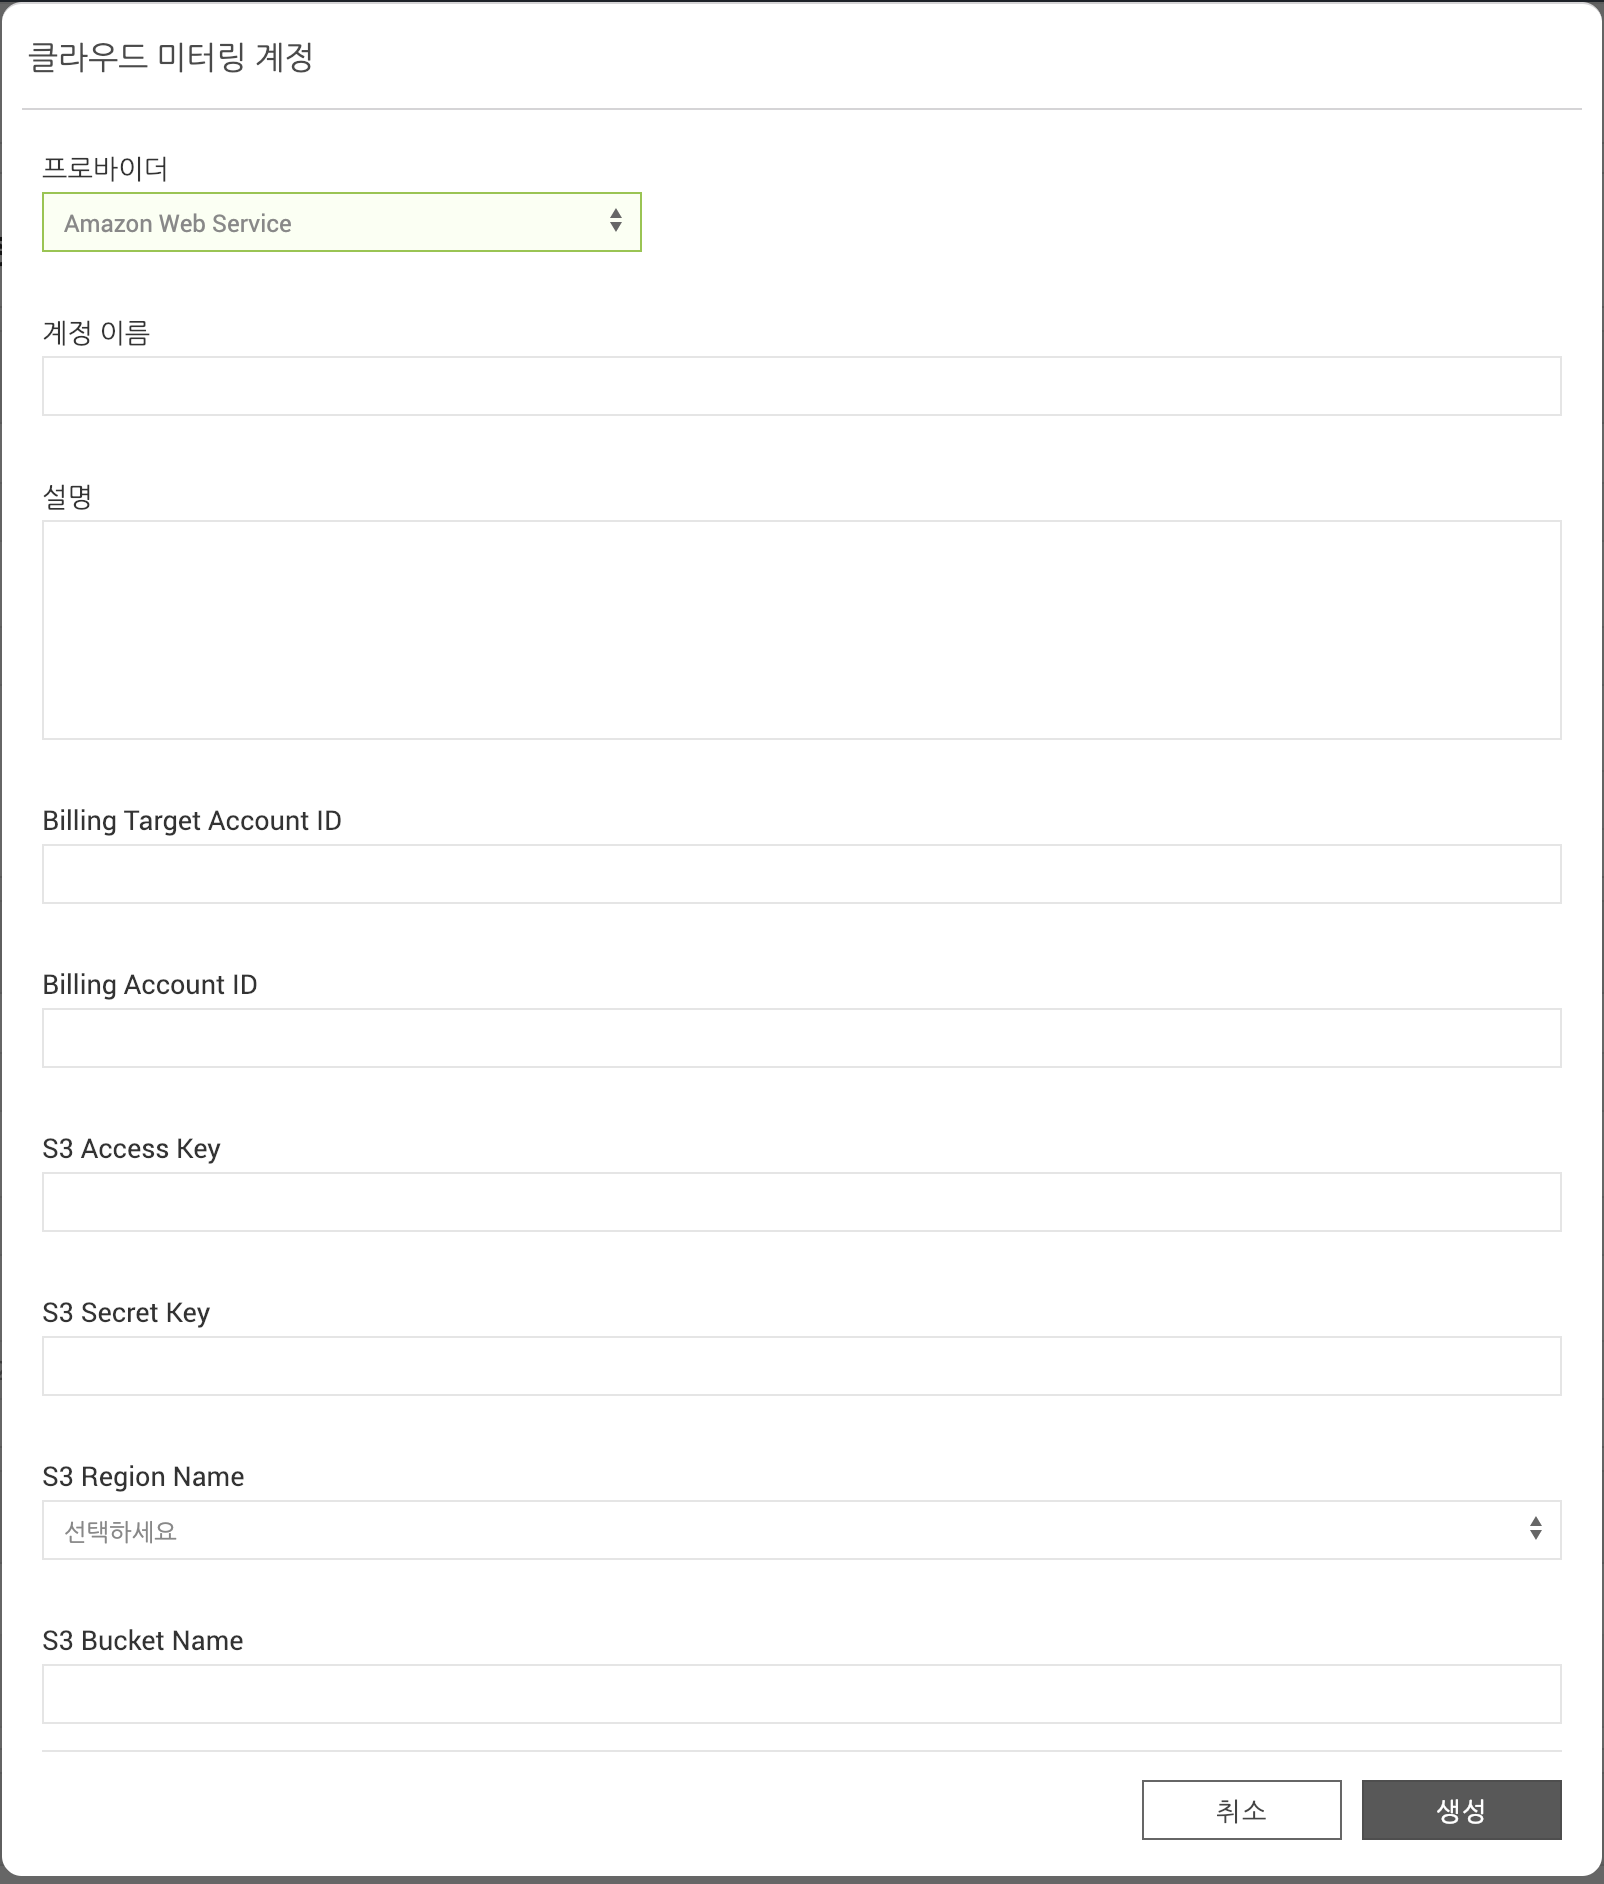 클라우드 미터링 계정
프로바이더
Amazon Web Service
계정 이름
설명
Billing Target Account ID
Billing Account ID
S3 Access Key
S3 Secret Key
S3 Region Name
선택하세요
S3 Bucket Name
취소
생성